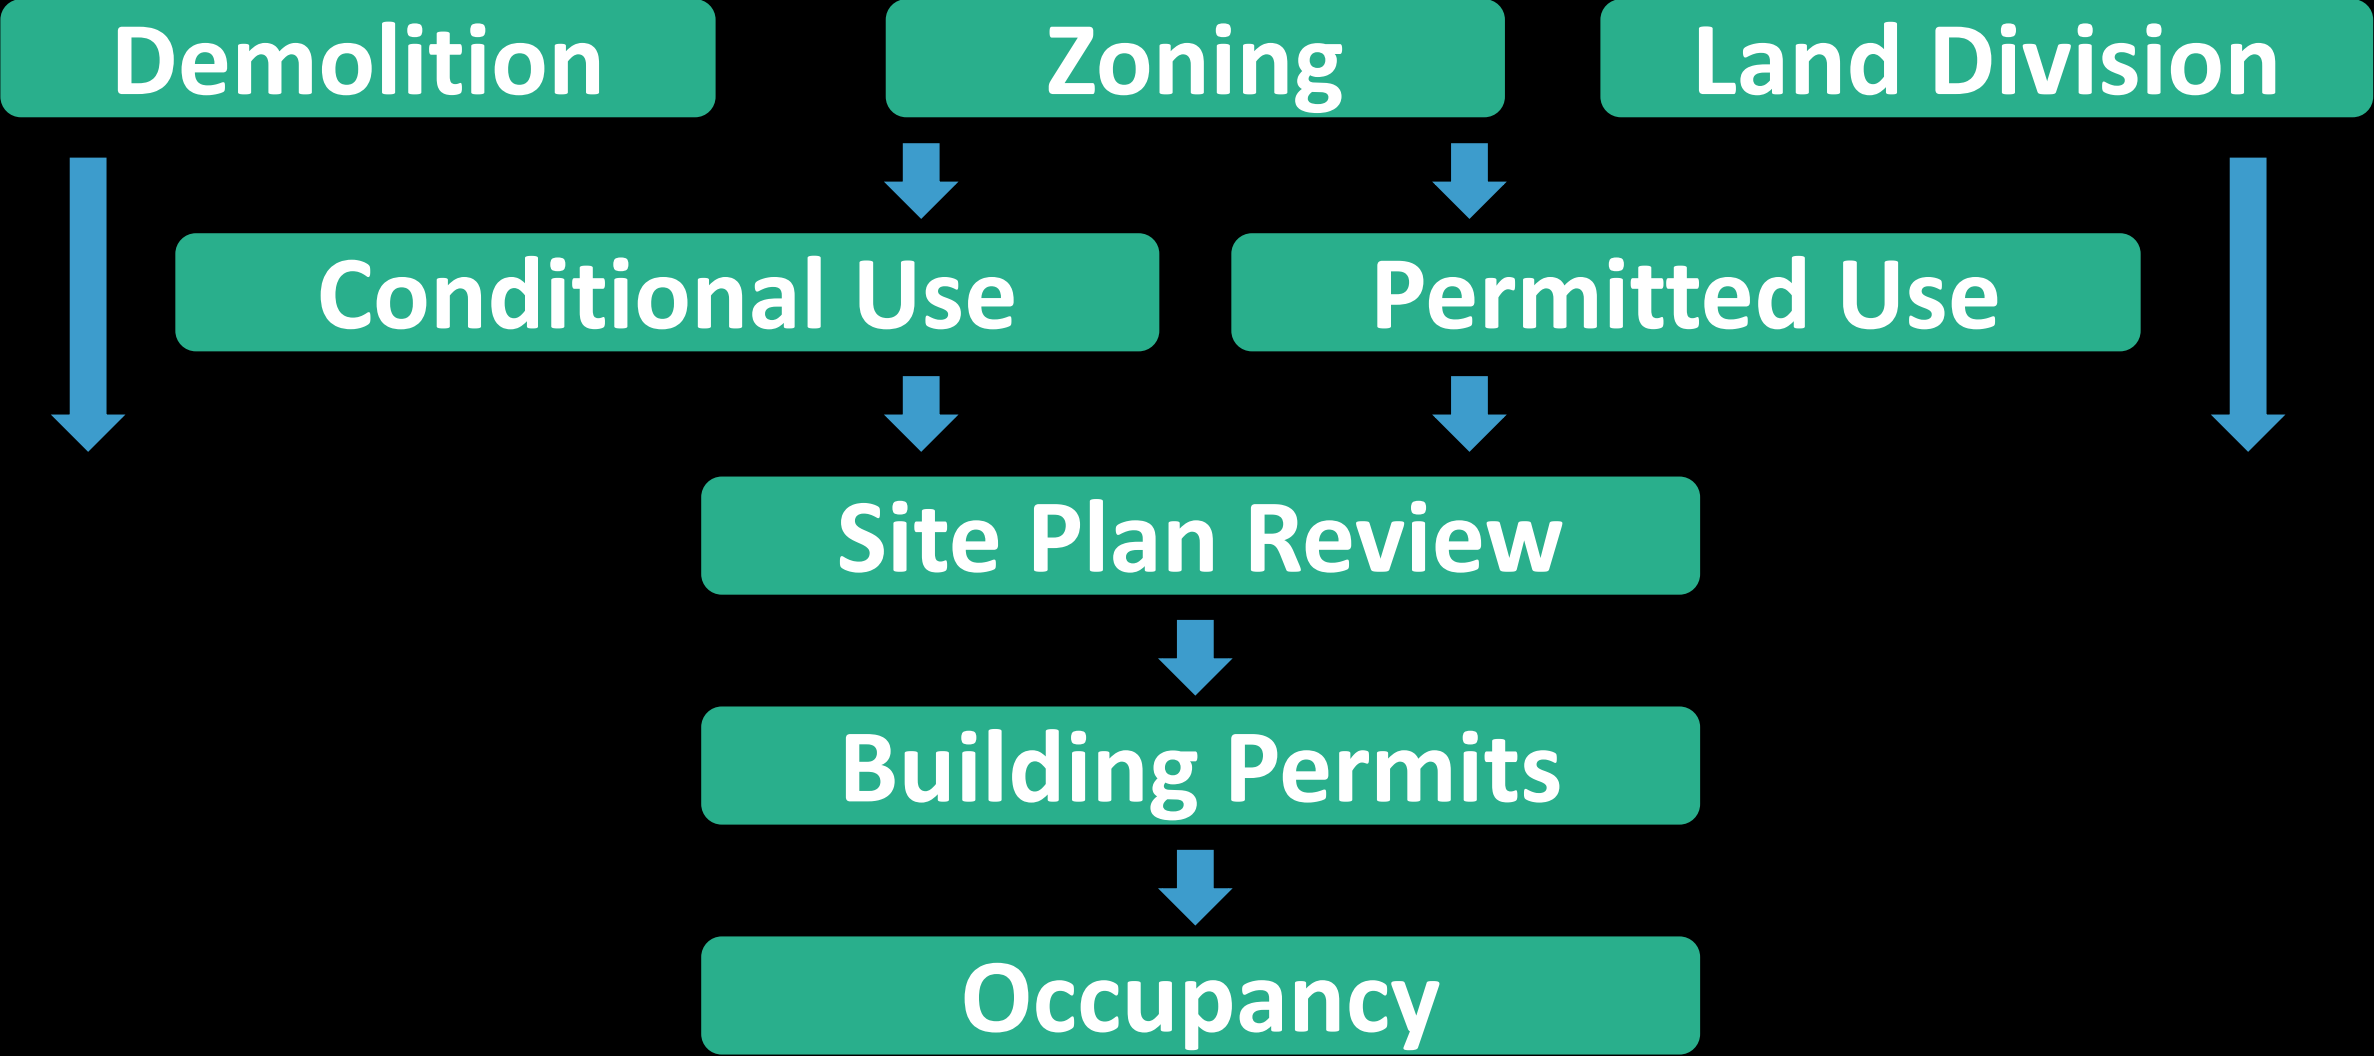 Demolition
Zoning
Land Division
Conditional Use
Permitted Use
Site Plan Review
Building Permits
Occupancy